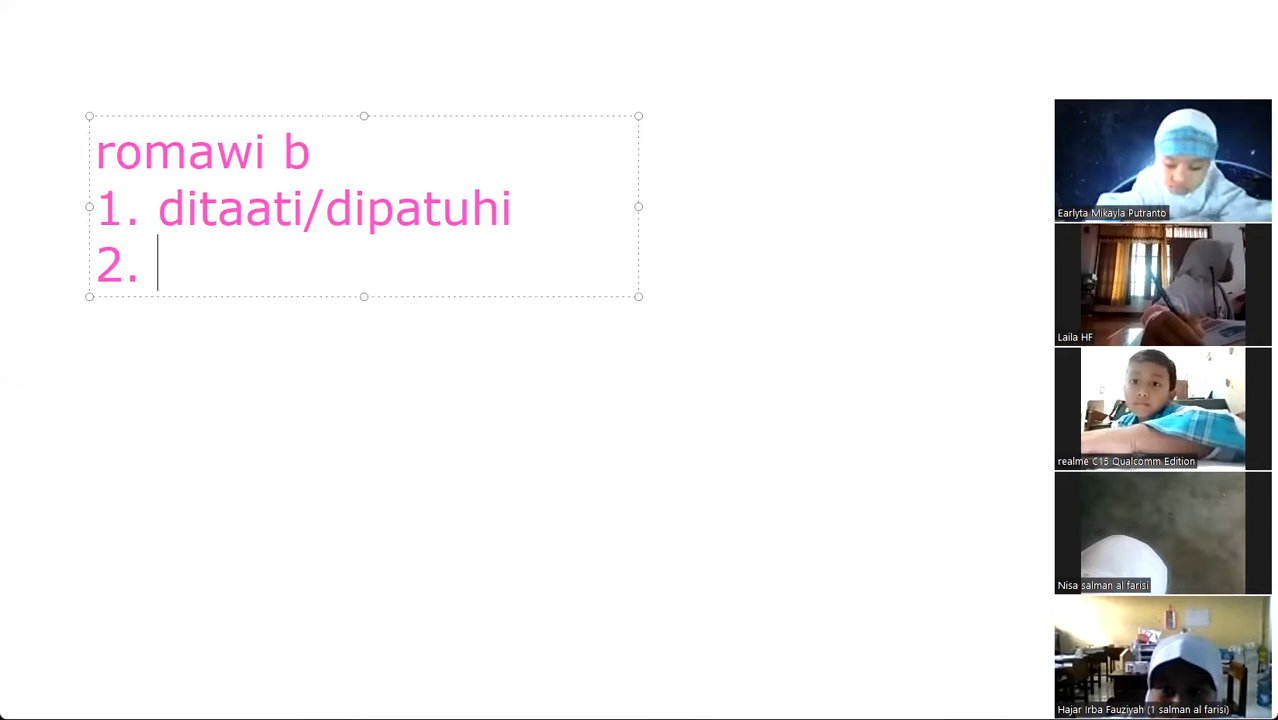 romawi b
1. ditaati/dipatuhi
2.
Earlyta Mikayla Putranto
Laila HF
realme C15 Qualcomm Edition
Nisa salman al farisi
Hajar Irba Fauziyah (1 salman al farisi)